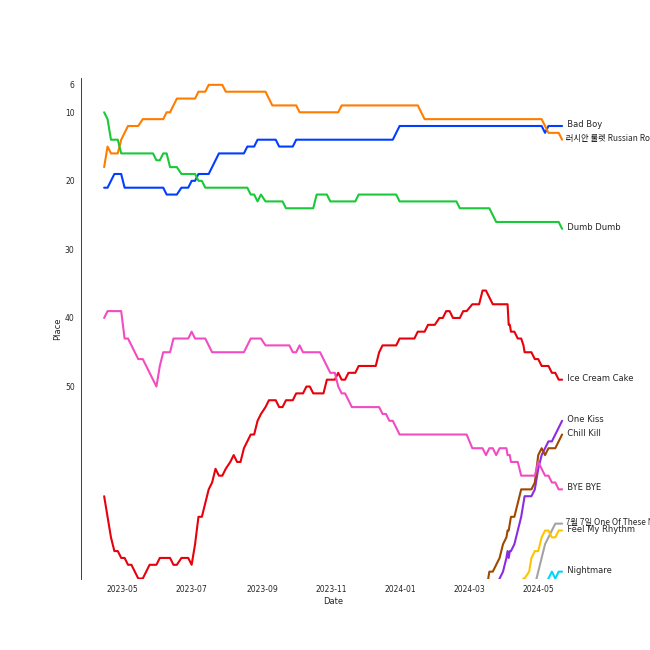 6
10
20
30
40
50
Place
2023-05
2023-07
2023-09
2023-11
2024-01
2024-03
2024-05
Date
Bad Boy
러시안 룰렛 Russian Ro
Dumb Dumb
Ice Cream Cake
One Kiss
Chill Kill
BYE BYE
7월 7일 One Of These N
Feel My Rhythm
Nightmare